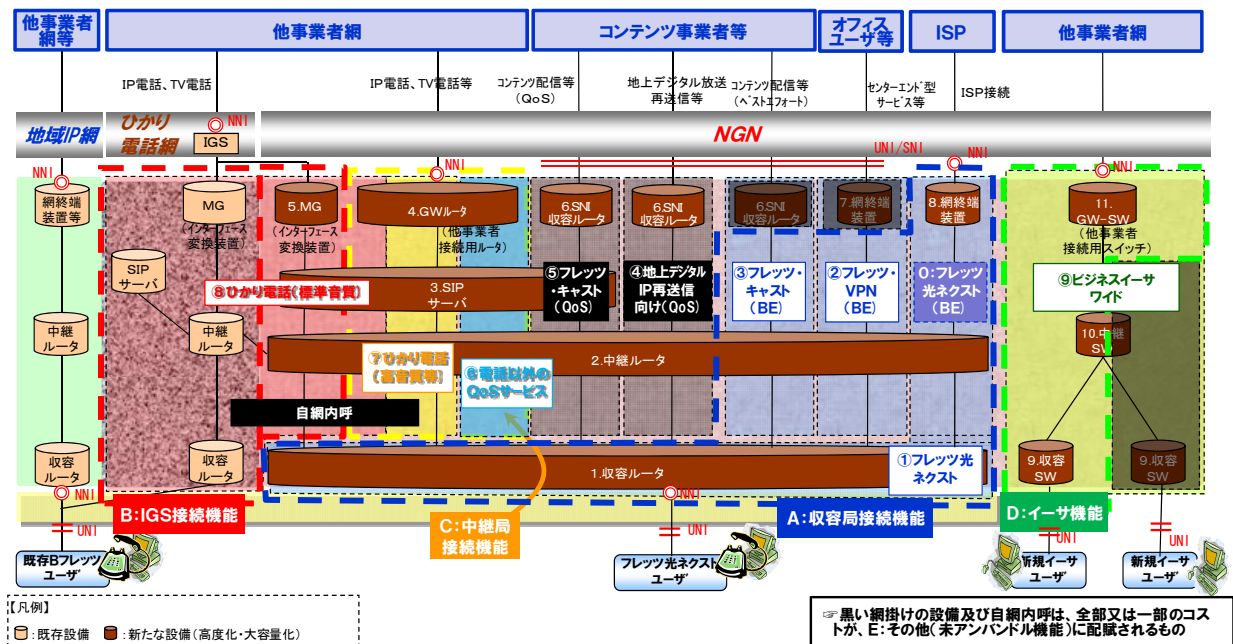 他事業者
網等
他事業者網
コンテンツ事業者等
オフィス
ユーザ等
ISP
他事業者網
IP電話、TV電話
IP電話、TV電話等
コンテンツ配信等
(QoS)
地上デジタル放送
再送信等
コンテンツ配信等
(ベストエフォート)
センターエンド型
サービス等
ISP接続
地域IP網
ひかり
電話網
NNI
IGS
NGN
UNI/SNI
NNI
NNI
NNI
NNI
網終端
装置等
MG
(インターフェース
変換装置)
5.MG
(インターフェース
変換装置)
4.GWルータ
(他事業者
接続用ルータ)
6.SNI
収容ルータ
6.SNI
収容ルータ
6.SNI
収容ルータ
7.網終端
装置
8.網終端
装置
11.
GW-SW
(他事業者
接続用スイッチ)
SIP
サーバ
⑧ひかり電話(標準音質)
3.SIP
サーバ
⑤フレッツ
・キャスト
(QoS)
④地上デジタル
IP再送信
向け(QoS)
③フレッツ・
キャスト
(BE)
②フレッツ・
VPN
(BE)
0:フレッツ
光ネクスト
(BE)
⑨ビジネスイーサ
ワイド
中継
ルータ
中継
ルータ
2.中継ルータ
10.中継
SW
⑦ひかり電話
(高音質等)
⑥電話以外の
QoSサービス
自網内呼
収容
ルータ
収容
ルータ
1.収容ルータ
①フレッツ光
ネクスト
9.収容
SW
9.収容
SW
NNI
NNI
B:IGS接続機能
C:中継局
接続機能
A:収容局接続機能
D:イーサ機能
UNI
UNI
UNI
UNI
既存Bフレッツ
ユーザ
フレッツ光ネクスト
ユーザ
新規イーサ
ユーザ
新規イーサ
ユーザ
【凡例】
:既存設備
:新たな設備(高度化・大容量化)
☞黒い網掛けの設備及び自網内呼は、全部又は一部のコス
トが、E:その他(未アンバンドル機能)に配賦されるもの